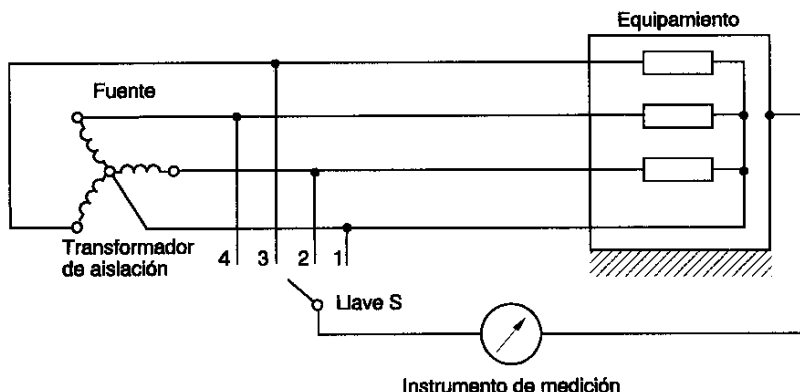 Equipamiento
Fuente
Transformador
de aislación
4 3 2 1
Llave S
Instrumento de medición